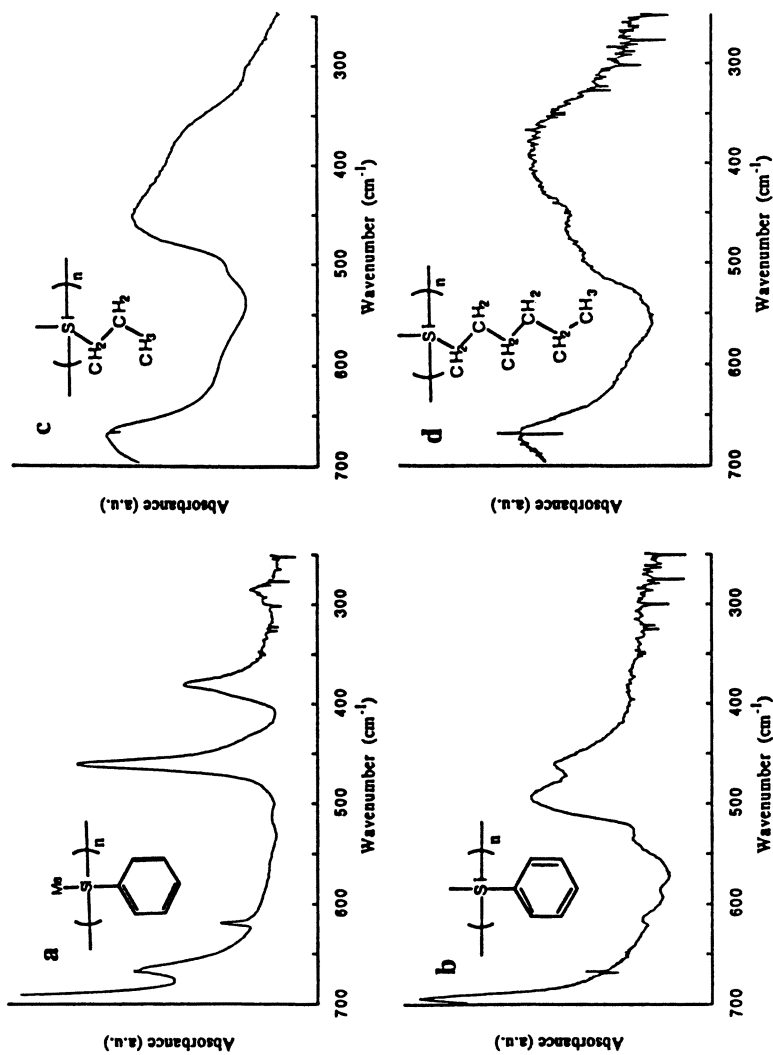 a
Me
( Si ) n
Absorbance (a.u.)
700 600 500 400 300
Wavenumber (cm⁻¹)
c
( Si ) n
CH₂
CH₂
CH₃
Absorbance (a.u.)
700 600 500 400 300
Wavenumber (cm⁻¹)
b
( Si ) n
Absorbance (a.u.)
700 600 500 400 300
Wavenumber (cm⁻¹)
d
( Si ) n
CH₂
CH₂
CH₂
CH₂
CH₂
CH₃
Absorbance (a.u.)
700 600 500 400 300
Wavenumber (cm⁻¹)